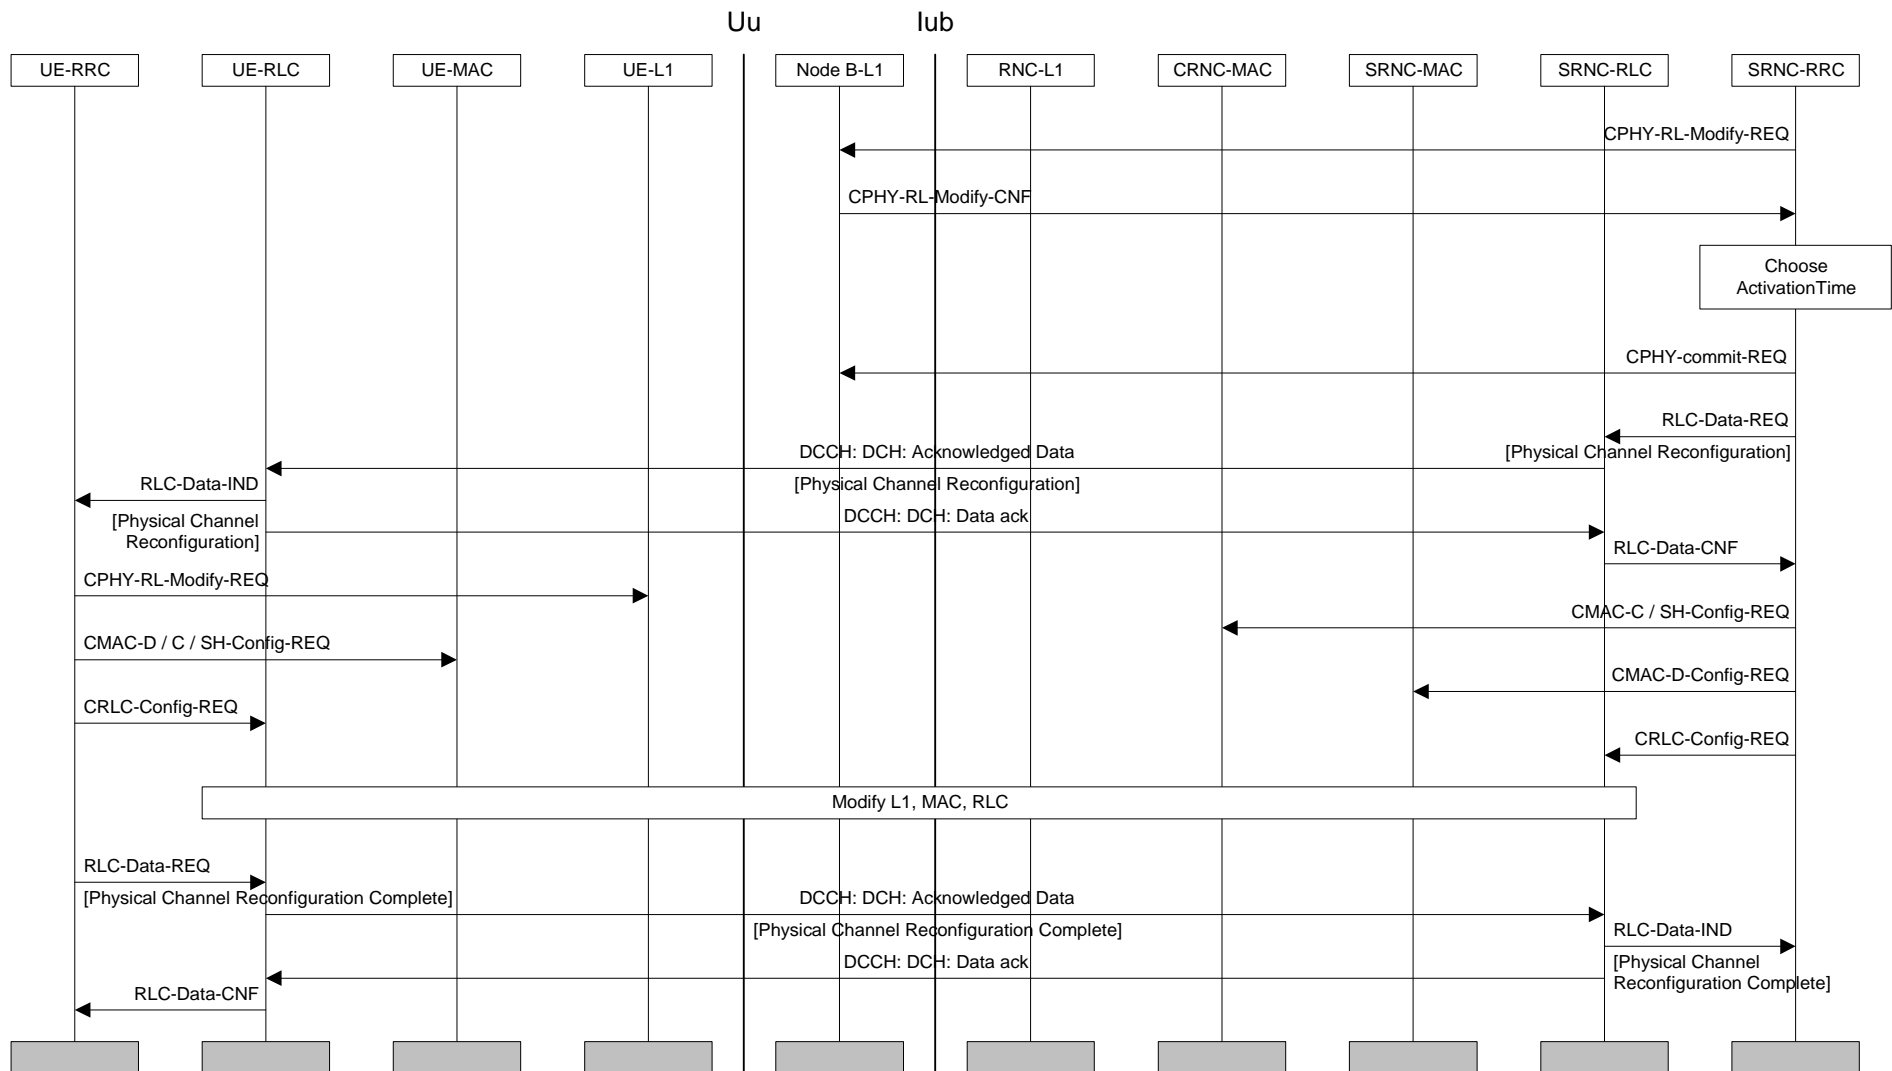 Uu
Iub
UE-RRC
UE-RLC
UE-MAC
UE-L1
Node B-L1
RNC-L1
CRNC-MAC
SRNC-MAC
SRNC-RLC
SRNC-RRC
CPHY-RL-Modify-REQ
CPHY-RL-Modify-CNF
Choose
ActivationTime
CPHY-commit-REQ
RLC-Data-REQ
[Physical Channel Reconfiguration]
DCCH: DCH: Acknowledged Data
[Physical Channel Reconfiguration]
RLC-Data-IND
[Physical Channel
Reconfiguration]
DCCH: DCH: Data ack
RLC-Data-CNF
CPHY-RL-Modify-REQ
CMAC-C / SH-Config-REQ
CMAC-D / C / SH-Config-REQ
CMAC-D-Config-REQ
CRLC-Config-REQ
CRLC-Config-REQ
Modify L1, MAC, RLC
RLC-Data-REQ
[Physical Channel Reconfiguration Complete]
DCCH: DCH: Acknowledged Data
[Physical Channel Reconfiguration Complete]
RLC-Data-IND
[Physical Channel
Reconfiguration Complete]
DCCH: DCH: Data ack
RLC-Data-CNF